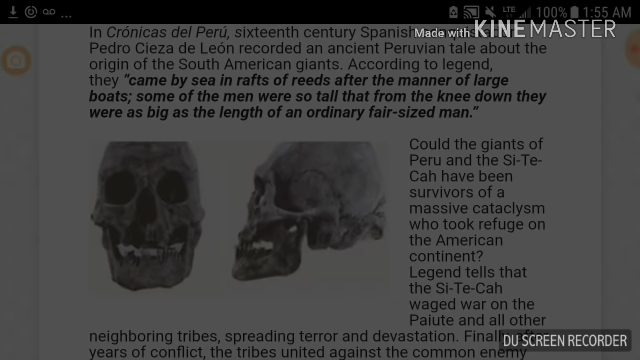 LTE 100% 1:55 AM
Made with KINEMASTER
In Crónicas del Perú, sixteenth century Spanish
Pedro Cieza de León recorded an ancient Peruvian tale about the
origin of the South American giants. According to legend,
they "came by sea in rafts of reeds after the manner of large
boats; some of the men were so tall that from the knee down they
were as big as the length of an ordinary fair-sized man."
Could the giants of
Peru and the Si-Te-
Cah have been
survivors of a
massive cataclysm
who took refuge on
the American
continent?
Legend tells that
the Si-Te-Cah
waged war on the
Paiute and all other
neighboring tribes, spreading terror and devastation.
years of conflict, the tribes united against the common enemy
DU SCREEN RECORDER